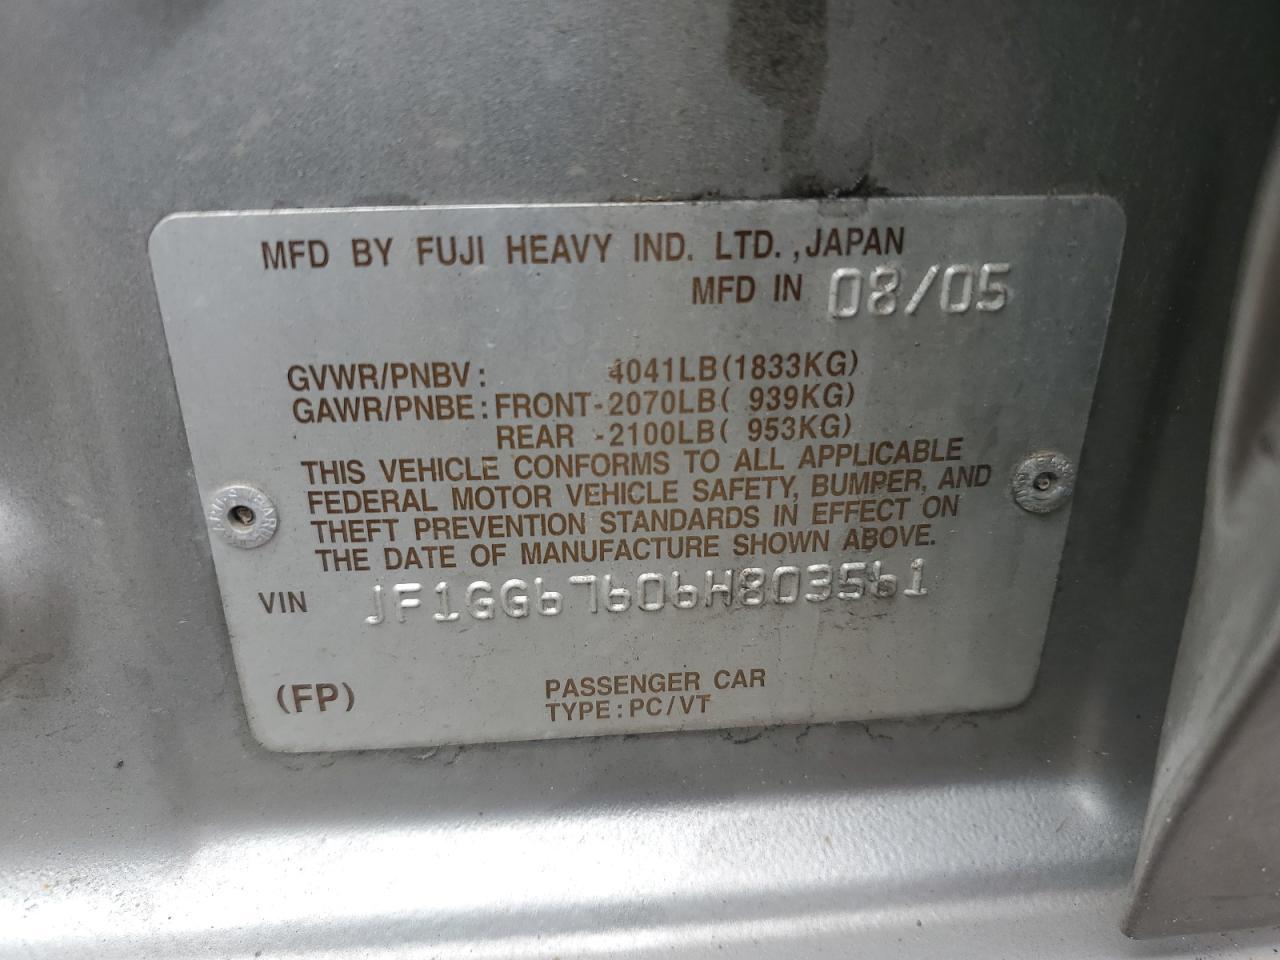 MFD BY FUJI HEAVY IND. LTD.,JAPAN
MFD IN 08/05
GVWR/PNBV: 4041LB(1833KG)
GAWR/PNBE: FRONT-2070LB( 939KG)
REAR -2100LB( 953KG)
THIS VEHICLE CONFORMS TO ALL APPLICABLE
FEDERAL MOTOR VEHICLE SAFETY, BUMPER, AND
THEFT PREVENTION STANDARDS IN EFFECT ON
THE DATE OF MANUFACTURE SHOWN ABOVE.
VIN JF1GG67606H803561
(FP) PASSENGER CAR
TYPE:PC/VT